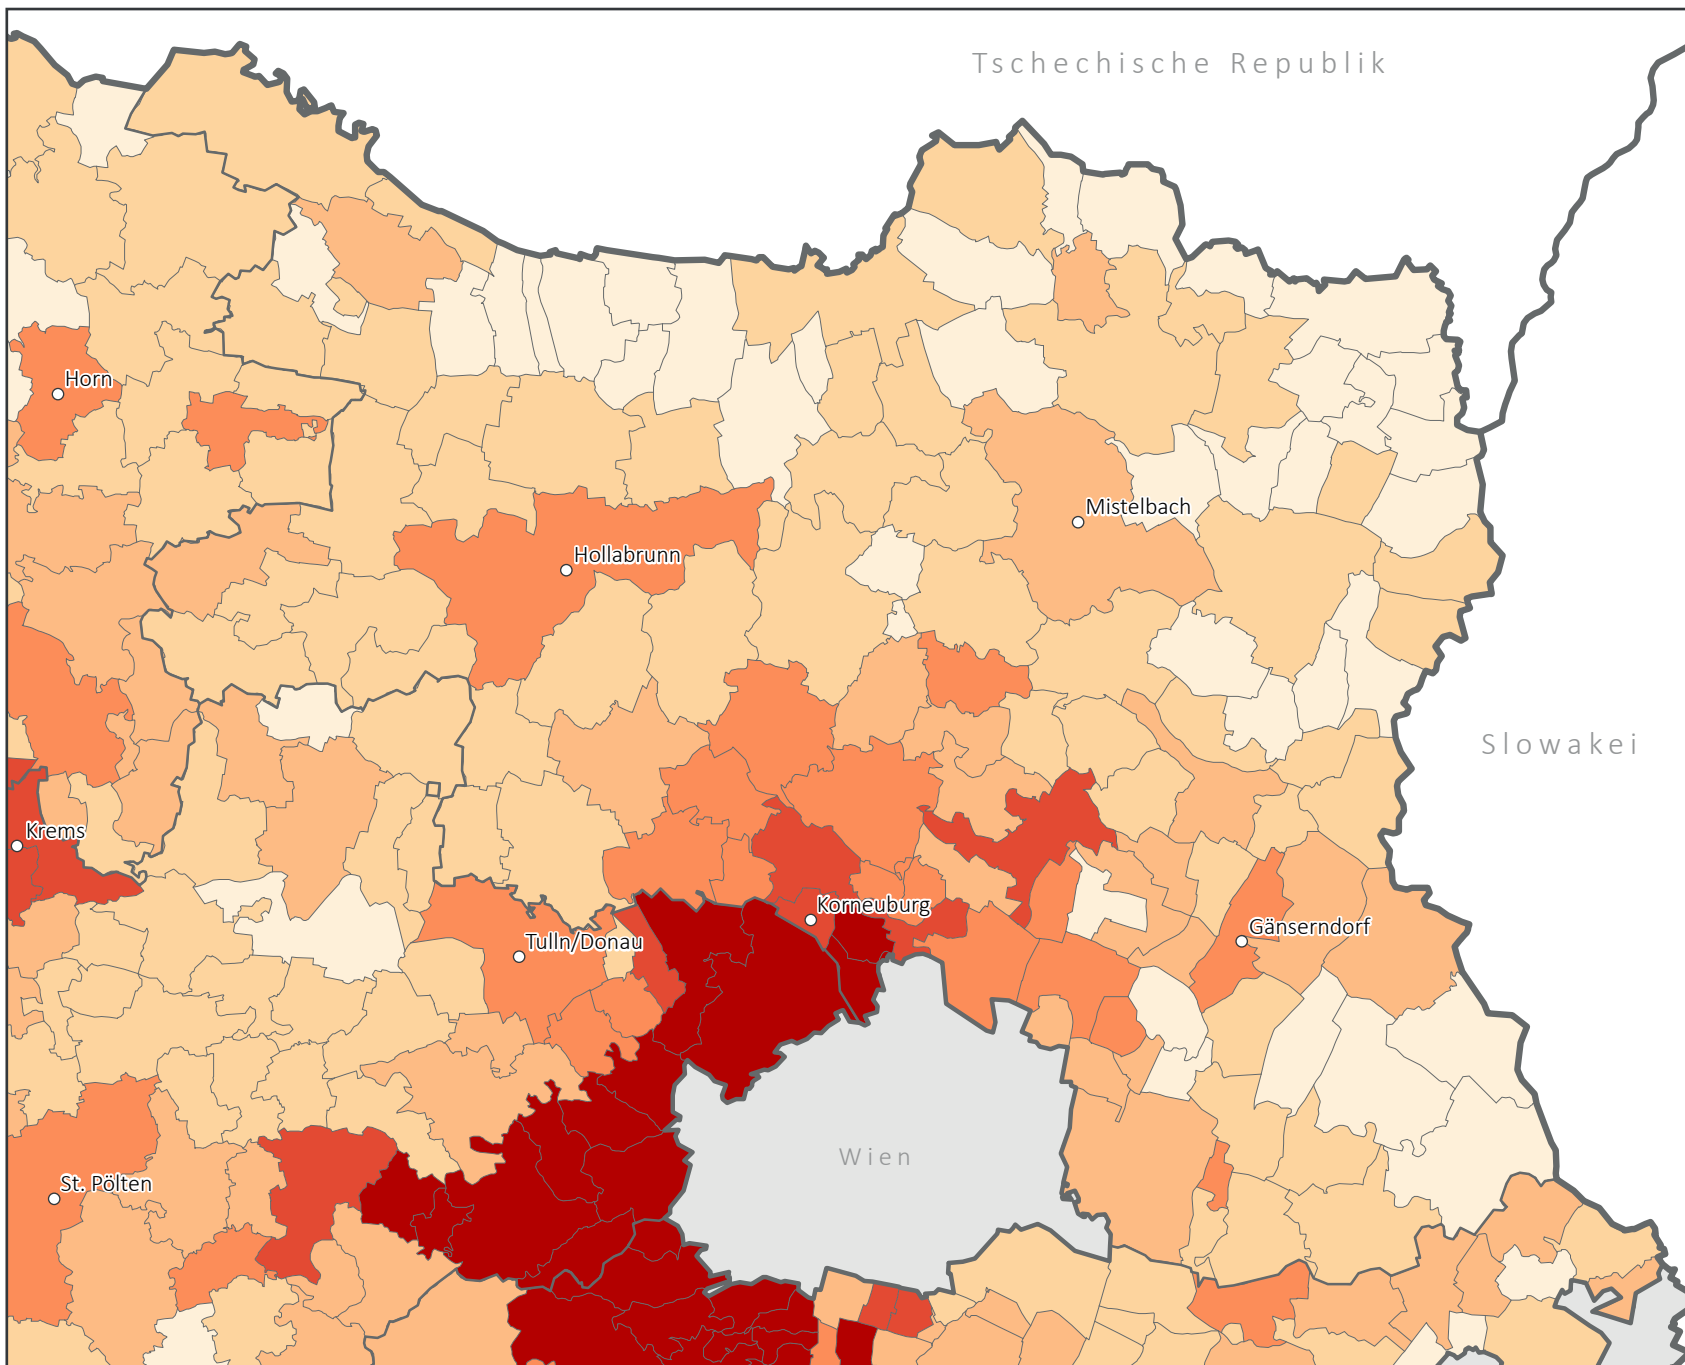 Tschechische Republik
Horn
Mistelbach
Hollabrunn
Slowakei
Krems
Korneuburg
Gänserndorf
Tulln/Donau
Wien
St. Pölten